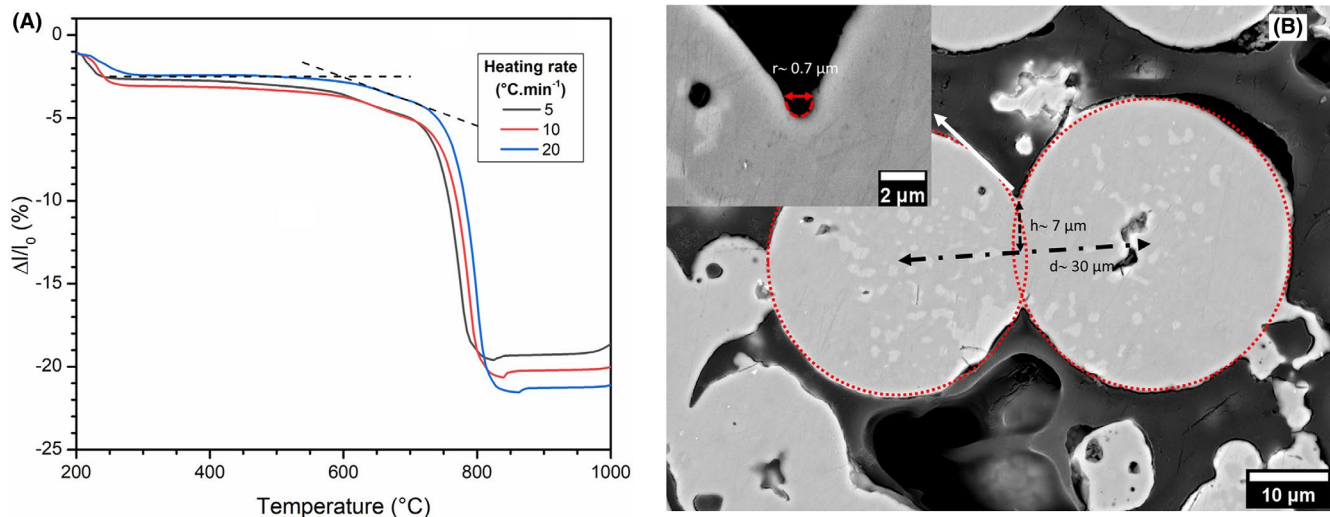 (A)
0
-5
-10
-15
-20
-25
Δl/l₀ (%)
200
400
600
800
1000
Temperature (°C)
Heating rate
(°C.min⁻¹)
5
10
20
(B)
r~ 0.7 µm
2 µm
h~ 7 µm
d~ 30 µm
10 µm